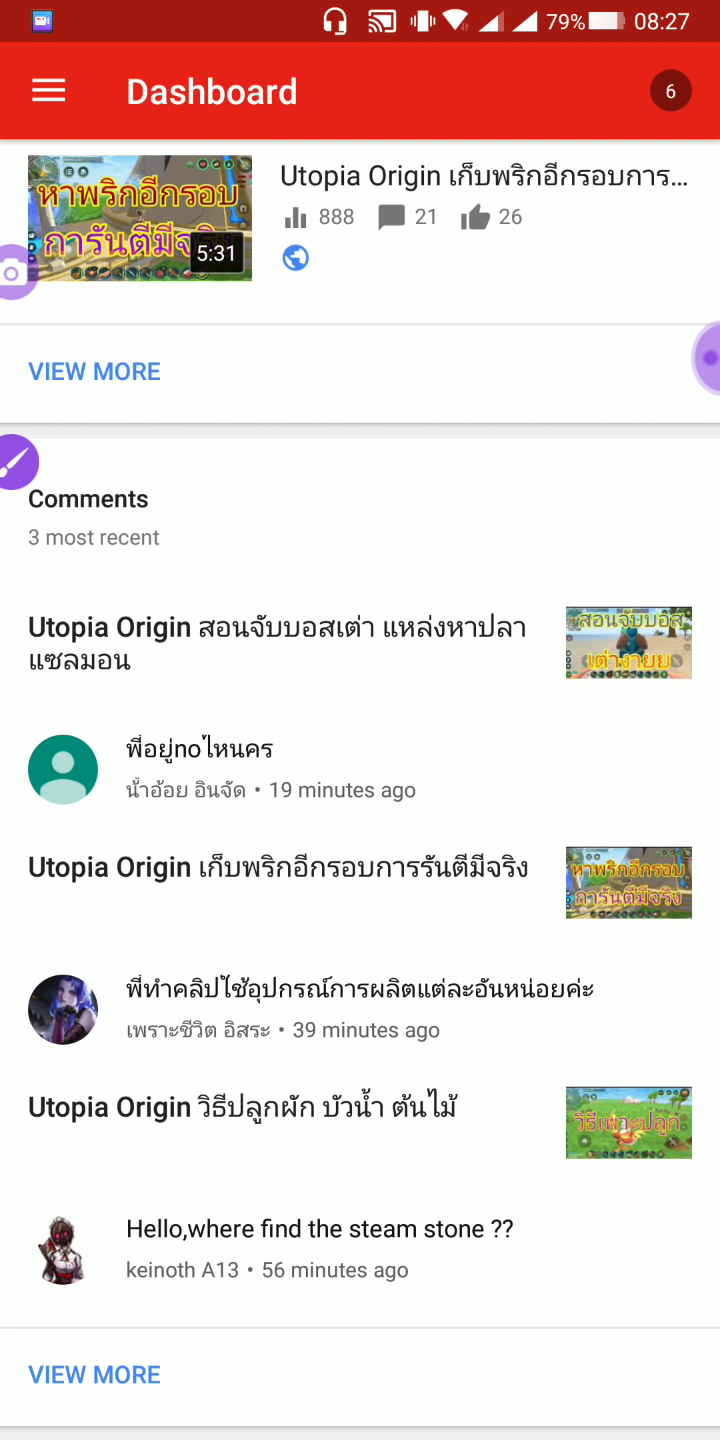 79% 08:27
Dashboard
6
หาพริกอีกรอบ
การันตีมีจริง
5:31
Utopia Origin เก็บพริกอีกรอบการ...
888 21 26
VIEW MORE
Comments
3 most recent
Utopia Origin สอนจับบอสเต่า แหล่งหาปลา
แซลมอน
สอนจับบอส
เต่างายย
พี่อยู่noไหนคร
น้ำอ้อย อินจัด • 19 minutes ago
Utopia Origin เก็บพริกอีกรอบการรันตีมีจริง
หาพริกอีกรอบ
การันตีมีจริง
พี่ทำคลิปไช้อุปกรณ์การผลิตแต่ละอันหน่อยค่ะ
เพราะชีวิต อิสระ • 39 minutes ago
Utopia Origin วิธีปลูกผัก บัวน้ำ ต้นไม้
วิธีเพาะปลูก
Hello,where find the steam stone ??
keinoth A13 • 56 minutes ago
VIEW MORE